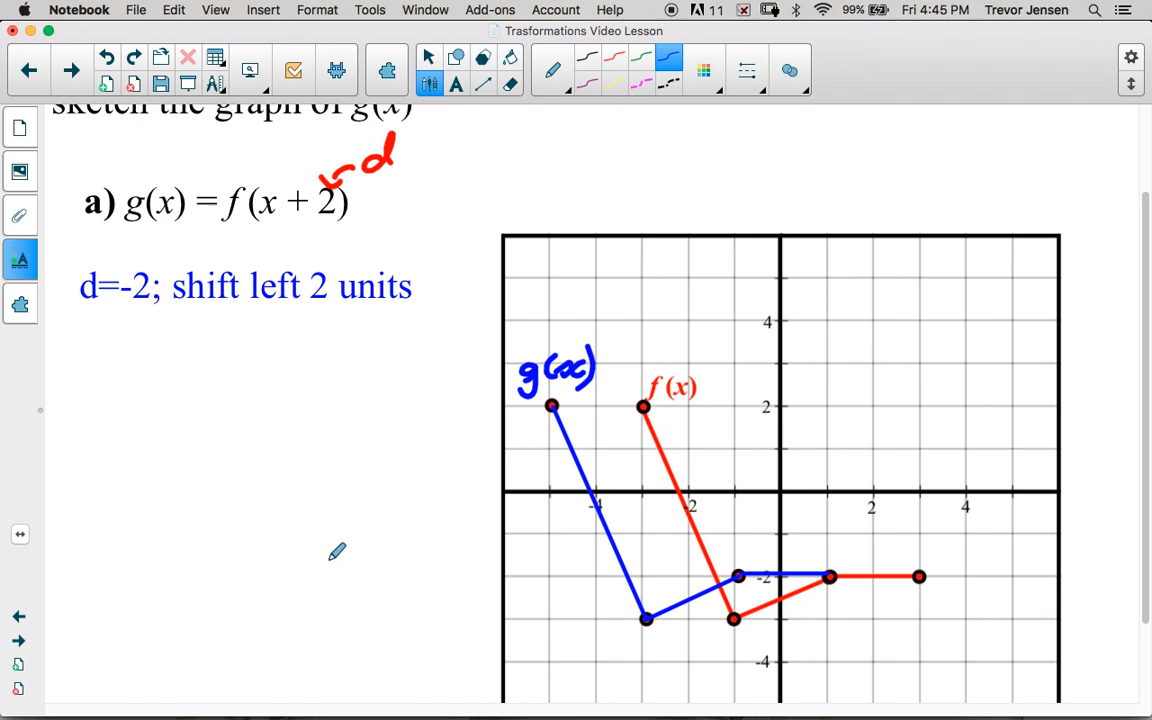 Notebook File Edit View Insert Format Tools Window Add-ons Account Help 11 99% Fri 4:45 PM Trevor Jensen
Trasformations Video Lesson
sketch the graph of g(x)
d
a) g(x) = f (x + 2)
d=-2; shift left 2 units
4
g(x)
f (x)
2
-4 -2 2 4
-2
-4